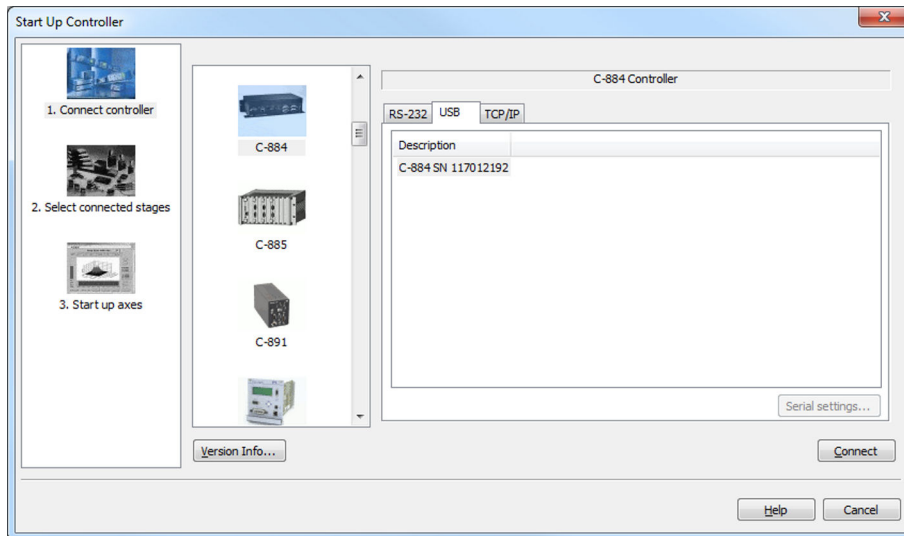 Start Up Controller
1. Connect controller
2. Select connected stages
3. Start up axes
C-884
C-885
C-891
Version Info...
C-884 Controller
RS-232
USB
TCP/IP
Description
C-884 SN 117012192
Serial settings...
Connect
Help
Cancel